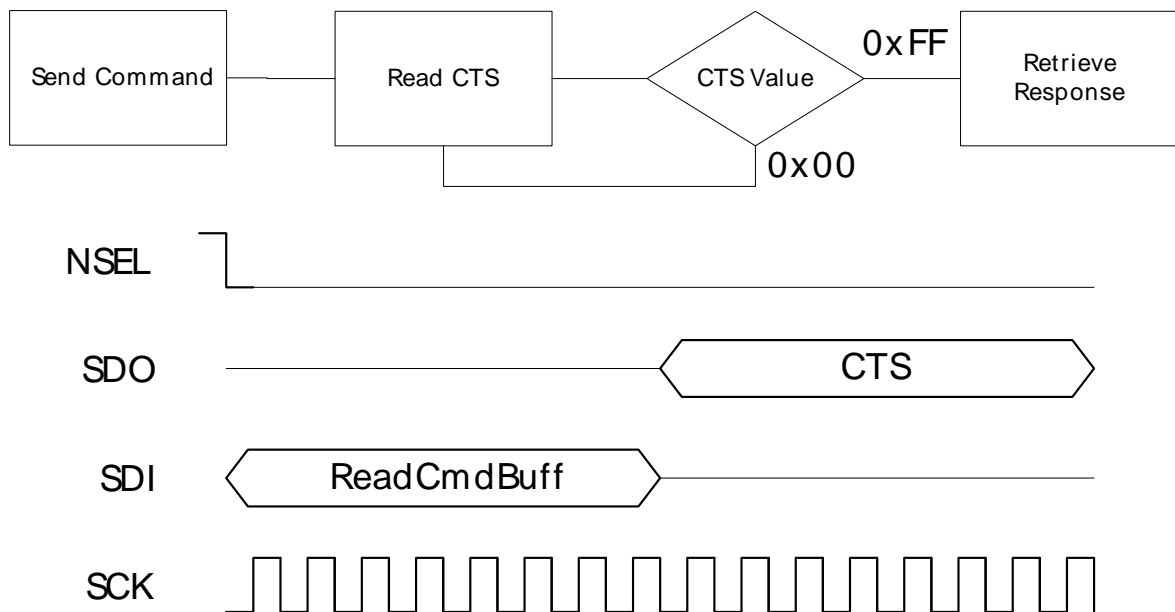 Send Command
Read CTS
CTS Value
0xFF
Retrieve
Response
0x00
NSEL
SDO
CTS
SDI
ReadCmdBuff
SCK